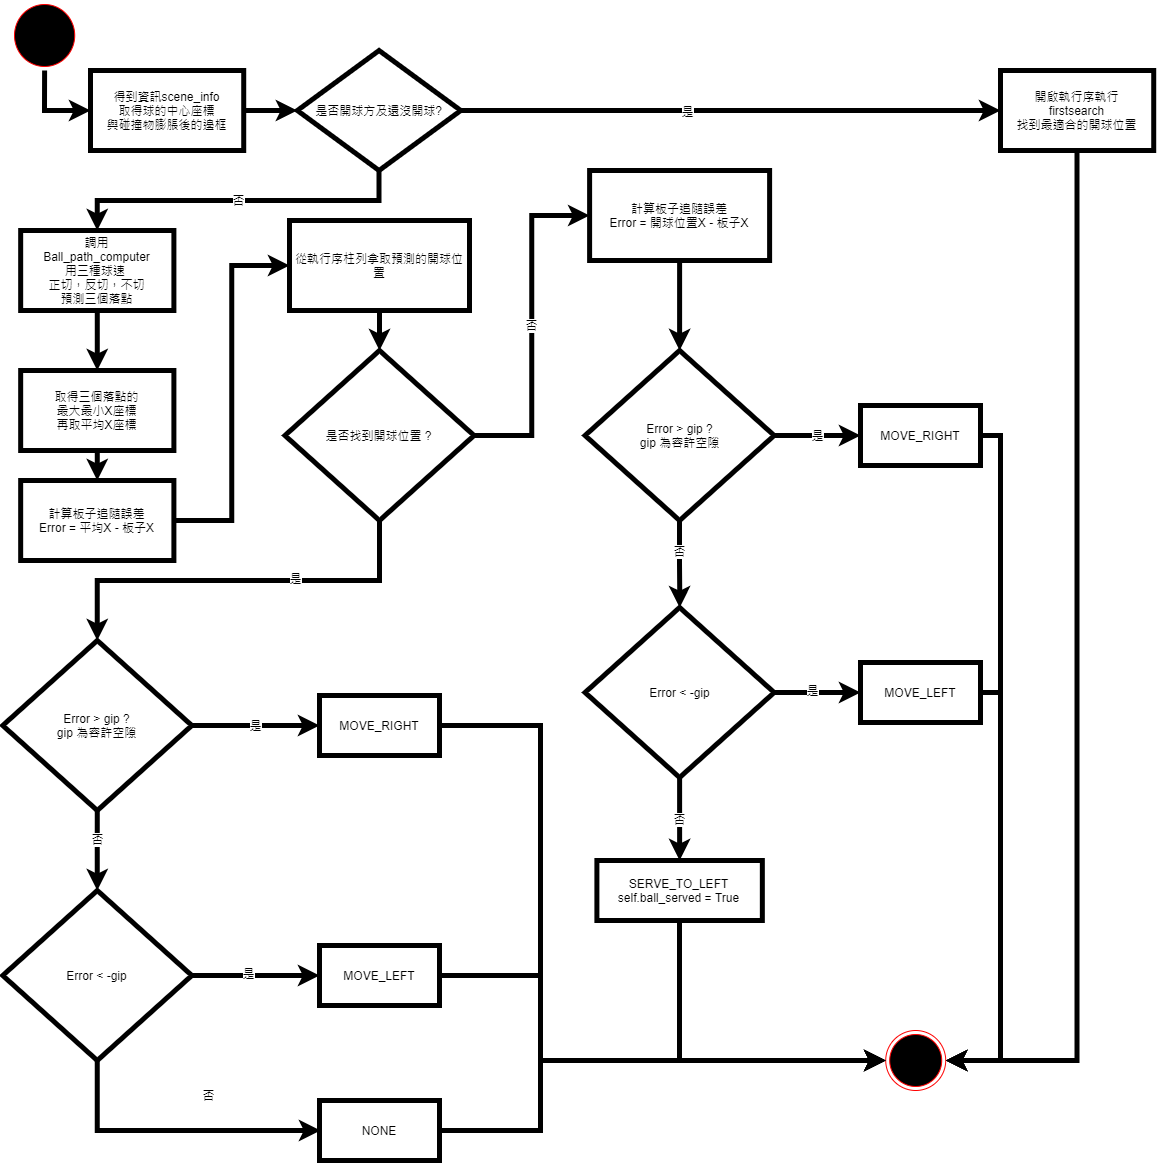 得到資訊scene_info
取得球的中心座標
與碰撞物膨脹後的邊框
是否開球方及還沒開球?
是
開啟執行序執行
firstsearch
找到最適合的開球位置
否
調用
Ball_path_computer
用三種球速
正切，反切，不切
預測三個落點
取得三個落點的
最大最小X座標
再取平均X座標
計算板子追隨誤差
Error = 平均X - 板子X
從執行序柱列拿取預測的開球位
置
是否找到開球位置 ?
否
計算板子追隨誤差
Error = 開球位置X - 板子X
Error > gip ?
gip 為容許空隙
是
MOVE_RIGHT
否
Error < -gip
是
MOVE_LEFT
否
SERVE_TO_LEFT
self.ball_served = True
是
Error > gip ?
gip 為容許空隙
是
MOVE_RIGHT
否
Error < -gip
是
MOVE_LEFT
否
NONE